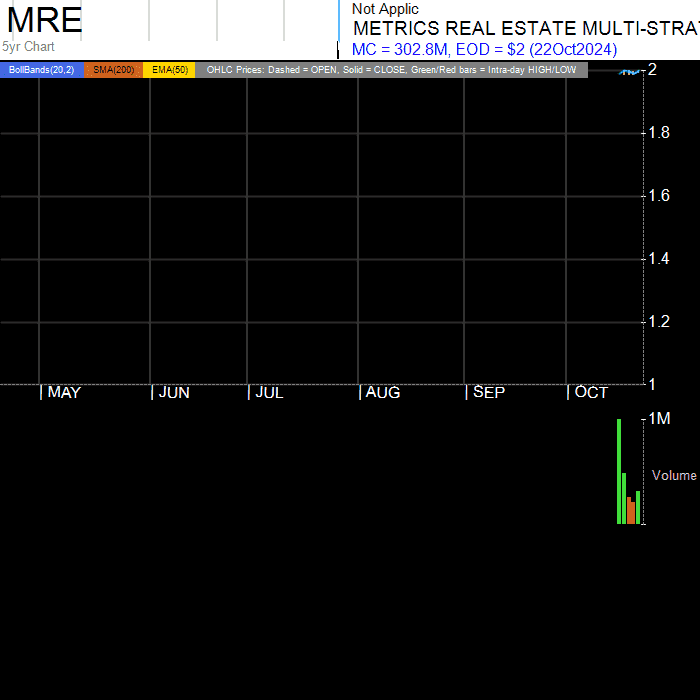 MRE
5yr Chart
Not Applic
METRICS REAL ESTATE MULTI-STRA
MC = 302.8M, EOD = $2 (22Oct2024)
BollBands(20,2) SMA(200) EMA(50) OHLC Prices: Dashed = OPEN, Solid = CLOSE, Green/Red bars = Intra-day HIGH/LOW
2
1.8
1.6
1.4
1.2
1
MAY JUN JUL AUG SEP OCT
1M
Volume